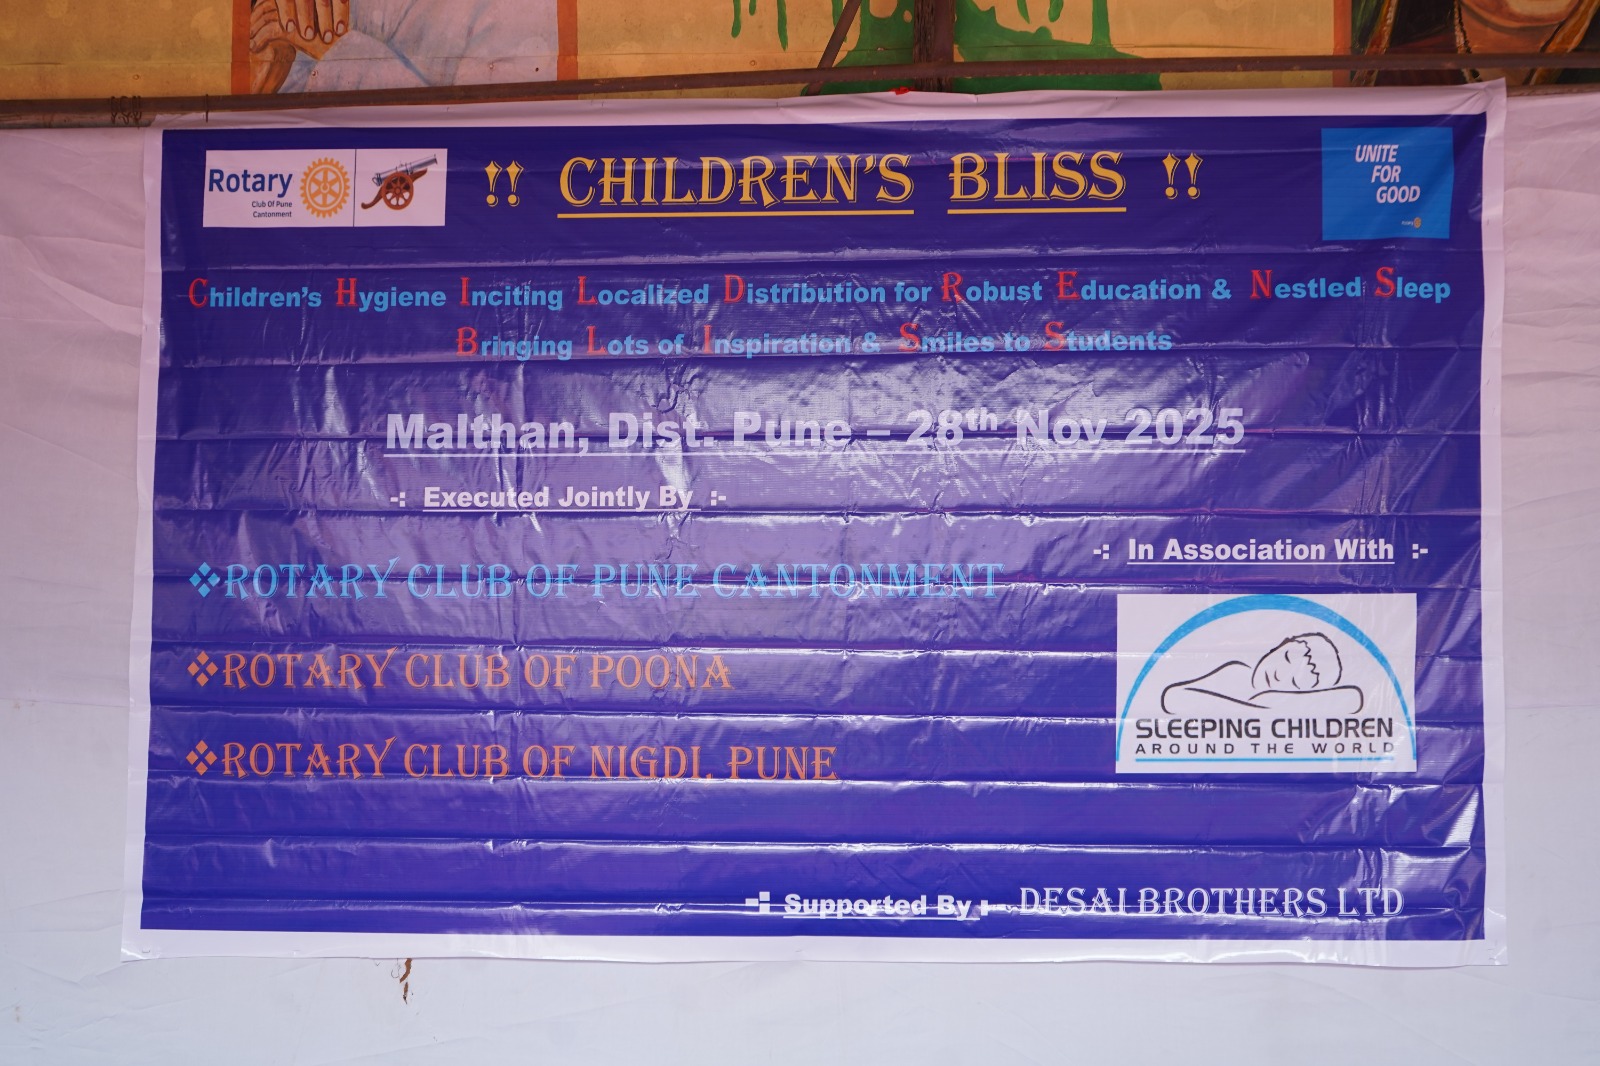 Rotary
Club Of Pune
Cantonment
!! CHILDREN'S BLISS !!
UNITE
FOR
GOOD
Children's Hygiene Inciting Localized Distribution for Robust Education & Nestled Sleep
Bringing Lots of Inspiration & Smiles to Students
Malthan, Dist. Pune – 28th Nov 2025
-: Executed Jointly By :-
-: In Association With :-
❖ROTARY CLUB OF PUNE CANTONMENT
❖ROTARY CLUB OF POONA
❖ROTARY CLUB OF NIGDI, PUNE
SLEEPING CHILDREN
AROUND THE WORLD
-: Supported By :- DESAI BROTHERS LTD